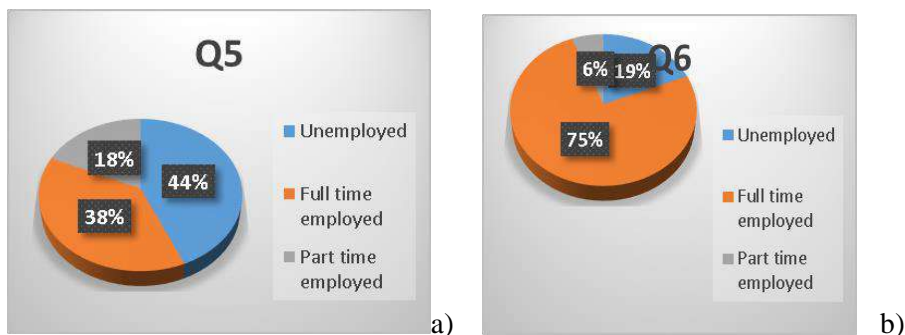 Q5
18%
44%
38%
Unemployed
Full time
employed
Part time
employed
a)
Q6
6%
19%
75%
Unemployed
Full time
employed
Part time
employed
b)